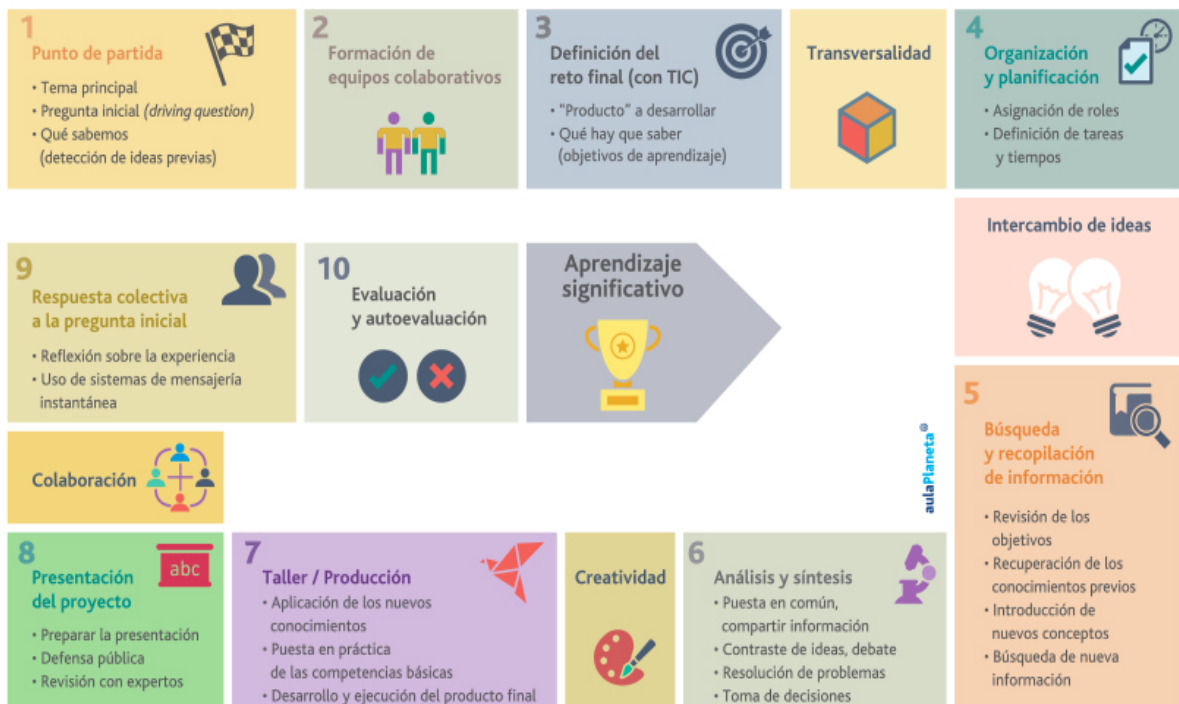 1
Punto de partida
• Tema principal
• Pregunta inicial (driving question)
• Qué sabemos
(detección de ideas previas)
2
Formación de
equipos colaborativos
3
Definición del
reto final (con TIC)
• “Producto” a desarrollar
• Qué hay que saber
(objetivos de aprendizaje)
Transversalidad
4
Organización
y planificación
• Asignación de roles
• Definición de tareas
y tiempos
Intercambio de ideas
5
Búsqueda
y recopilación
de información
• Revisión de los
objetivos
• Recuperación de los
conocimientos previos
• Introducción de
nuevos conceptos
• Búsqueda de nueva
información
6
Análisis y síntesis
• Puesta en común,
compartir información
• Contraste de ideas, debate
• Resolución de problemas
• Toma de decisiones
Creatividad
7
Taller / Producción
• Aplicación de los nuevos
conocimientos
• Puesta en práctica
de las competencias básicas
• Desarrollo y ejecución del producto final
8
Presentación
del proyecto
abc
• Preparar la presentación
• Defensa pública
• Revisión con expertos
Colaboración
9
Respuesta colectiva
a la pregunta inicial
• Reflexión sobre la experiencia
• Uso de sistemas de mensajería
instantánea
10
Evaluación
y autoevaluación
Aprendizaje
significativo
aulaPlaneta®